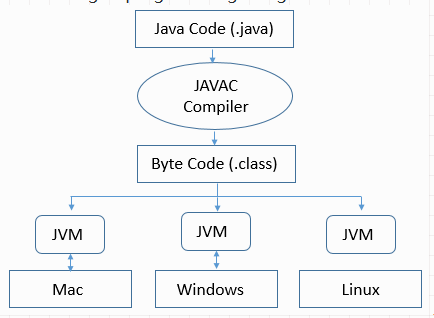 Java Code (.java)
JAVAC
Compiler
Byte Code (.class)
JVM
JVM
JVM
Mac
Windows
Linux